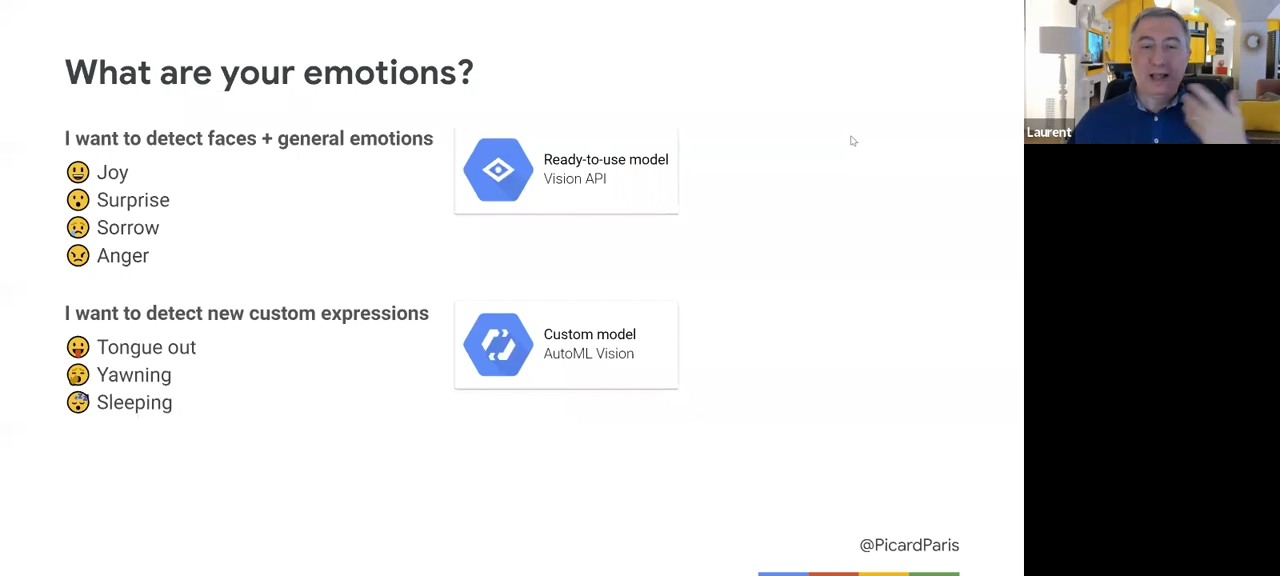 What are your emotions?
I want to detect faces + general emotions
Joy
Surprise
Sorrow
Anger
Ready-to-use model
Vision API
I want to detect new custom expressions
Tongue out
Yawning
Sleeping
Custom model
AutoML Vision
@PicardParis
Laurent